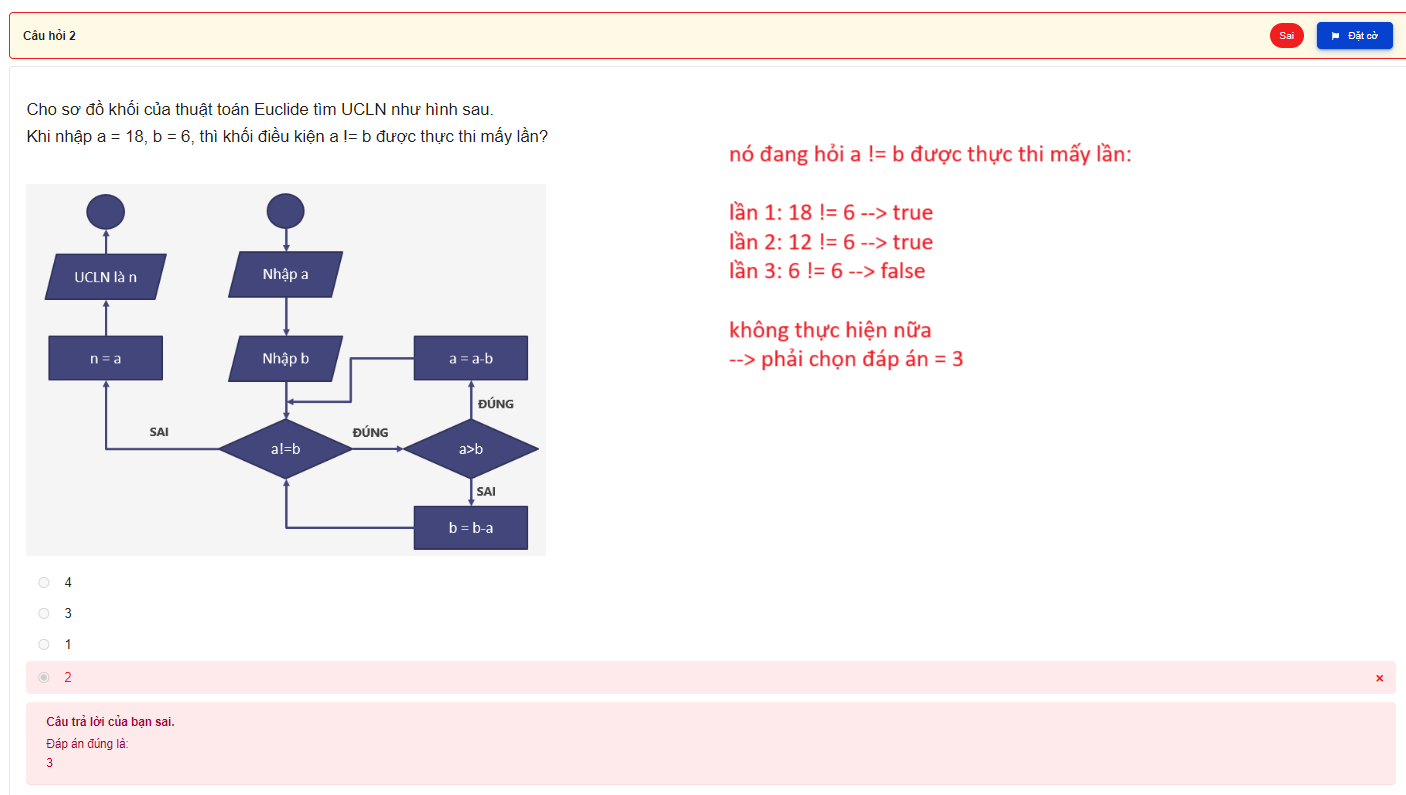 Câu hỏi 2
Sai
Đặt cờ
Cho sơ đồ khối của thuật toán Euclide tìm UCLN như hình sau.
Khi nhập a = 18, b = 6, thì khối điều kiện a != b được thực thi mấy lần?
nó đang hỏi a != b được thực thi mấy lần:
lần 1: 18 != 6 --> true
lần 2: 12 != 6 --> true
lần 3: 6 != 6 --> false
không thực hiện nữa
--> phải chọn đáp án = 3
UCLN là n
Nhập a
n = a
Nhập b
a = a-b
ĐÚNG
SAI
ĐÚNG
a!=b
a>b
SAI
b = b-a
4
3
1
2
Câu trả lời của bạn sai.
Đáp án đúng là:
3